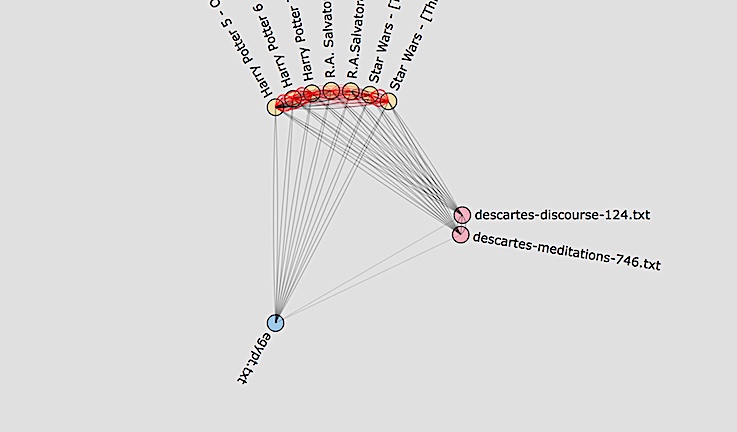 Harry Potter 5 - O
Harry Potter 6
Harry Potter -
R.A. Salvato
R.A.Salvator
Star Wars - [T
Star Wars - [Th
descartes-discourse-124.txt
descartes-meditations-746.txt
egypt.txt